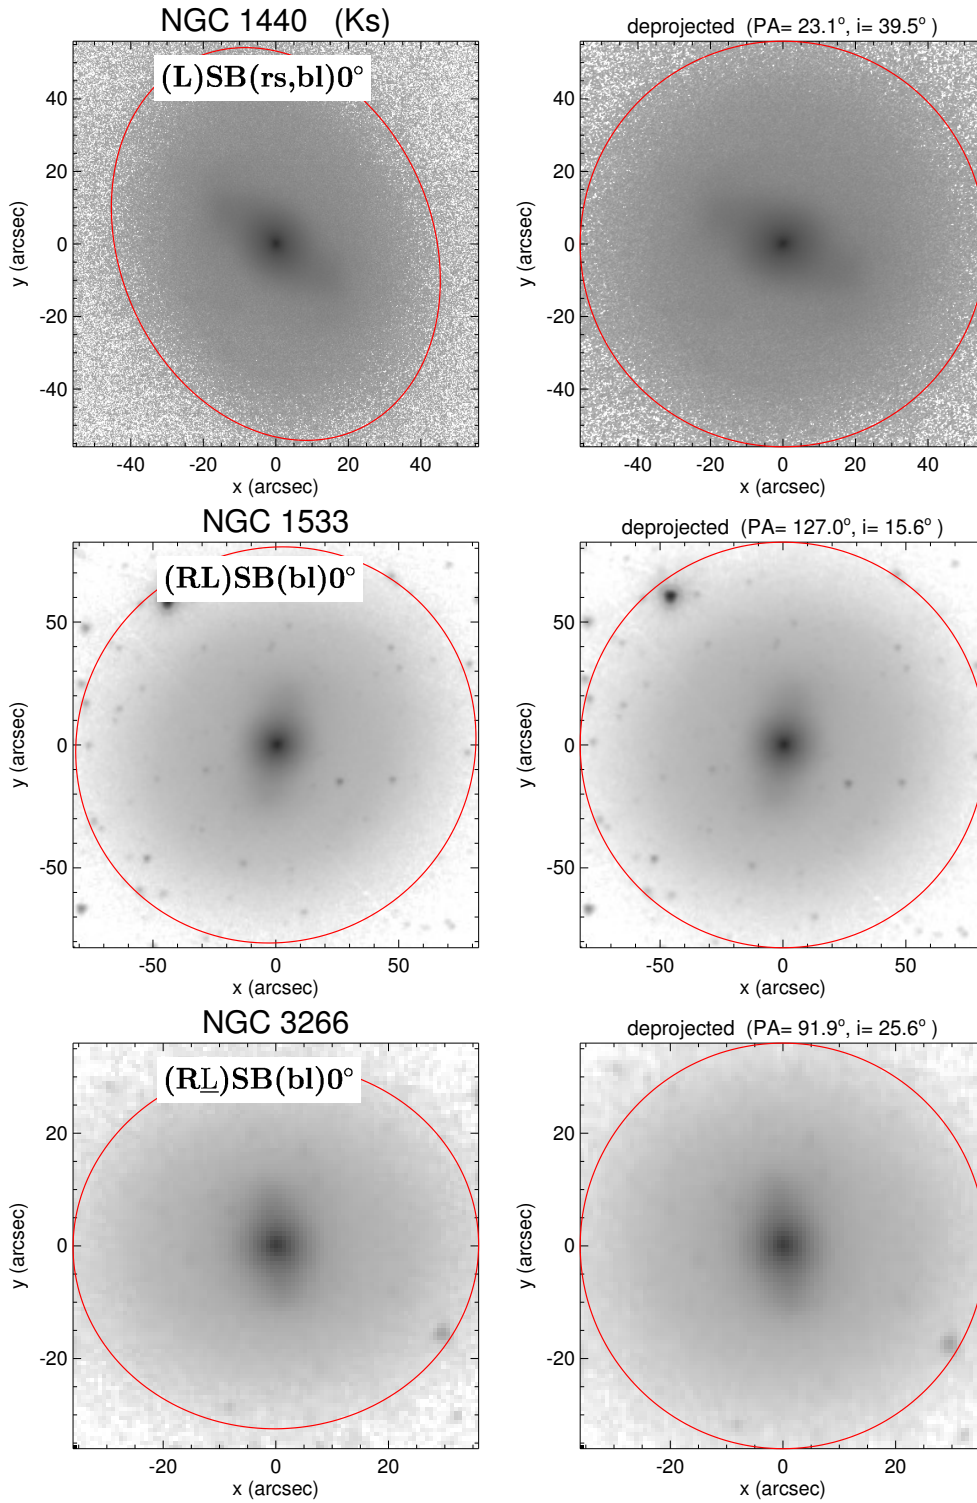 NGC 1440 (Ks)
deprojected (PA= 23.1°, i= 39.5° )
(L)SB(rs,bl)0°
40
20
0
-20
-40
y (arcsec)
-40 -20 0 20 40
x (arcsec)
40
20
0
-20
-40
y (arcsec)
-40 -20 0 20 40
x (arcsec)
NGC 1533
deprojected (PA= 127.0°, i= 15.6° )
(RL)SB(bl)0°
50
0
-50
y (arcsec)
-50 0 50
x (arcsec)
50
0
-50
y (arcsec)
-50 0 50
x (arcsec)
NGC 3266
deprojected (PA= 91.9°, i= 25.6° )
(RL)SB(bl)0°
20
0
-20
y (arcsec)
-20 0 20
x (arcsec)
20
0
-20
y (arcsec)
-20 0 20
x (arcsec)